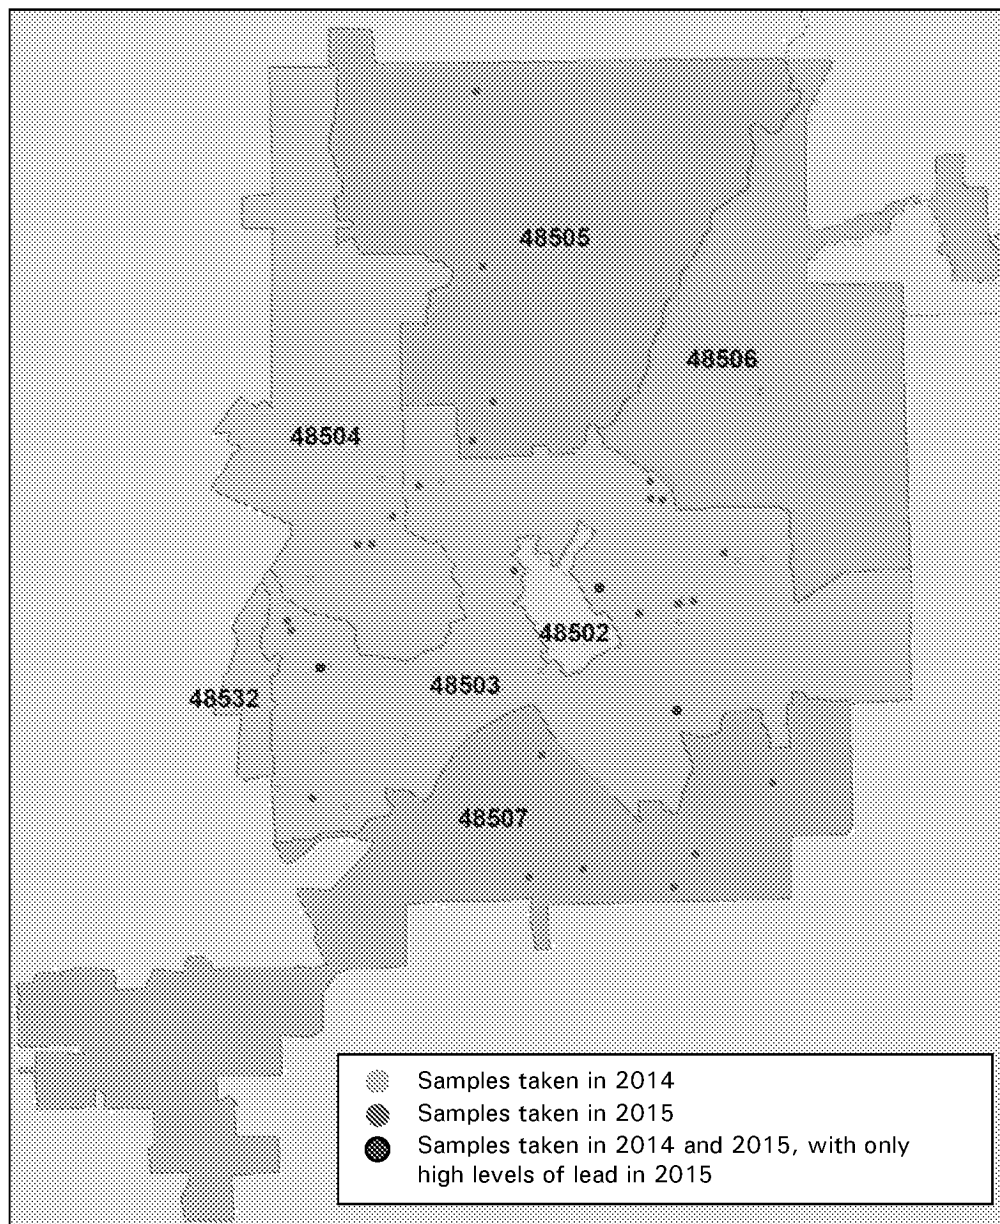 48505
48506
48504
48502
48503
48532
48507
Samples taken in 2014
Samples taken in 2015
Samples taken in 2014 and 2015, with only
high levels of lead in 2015